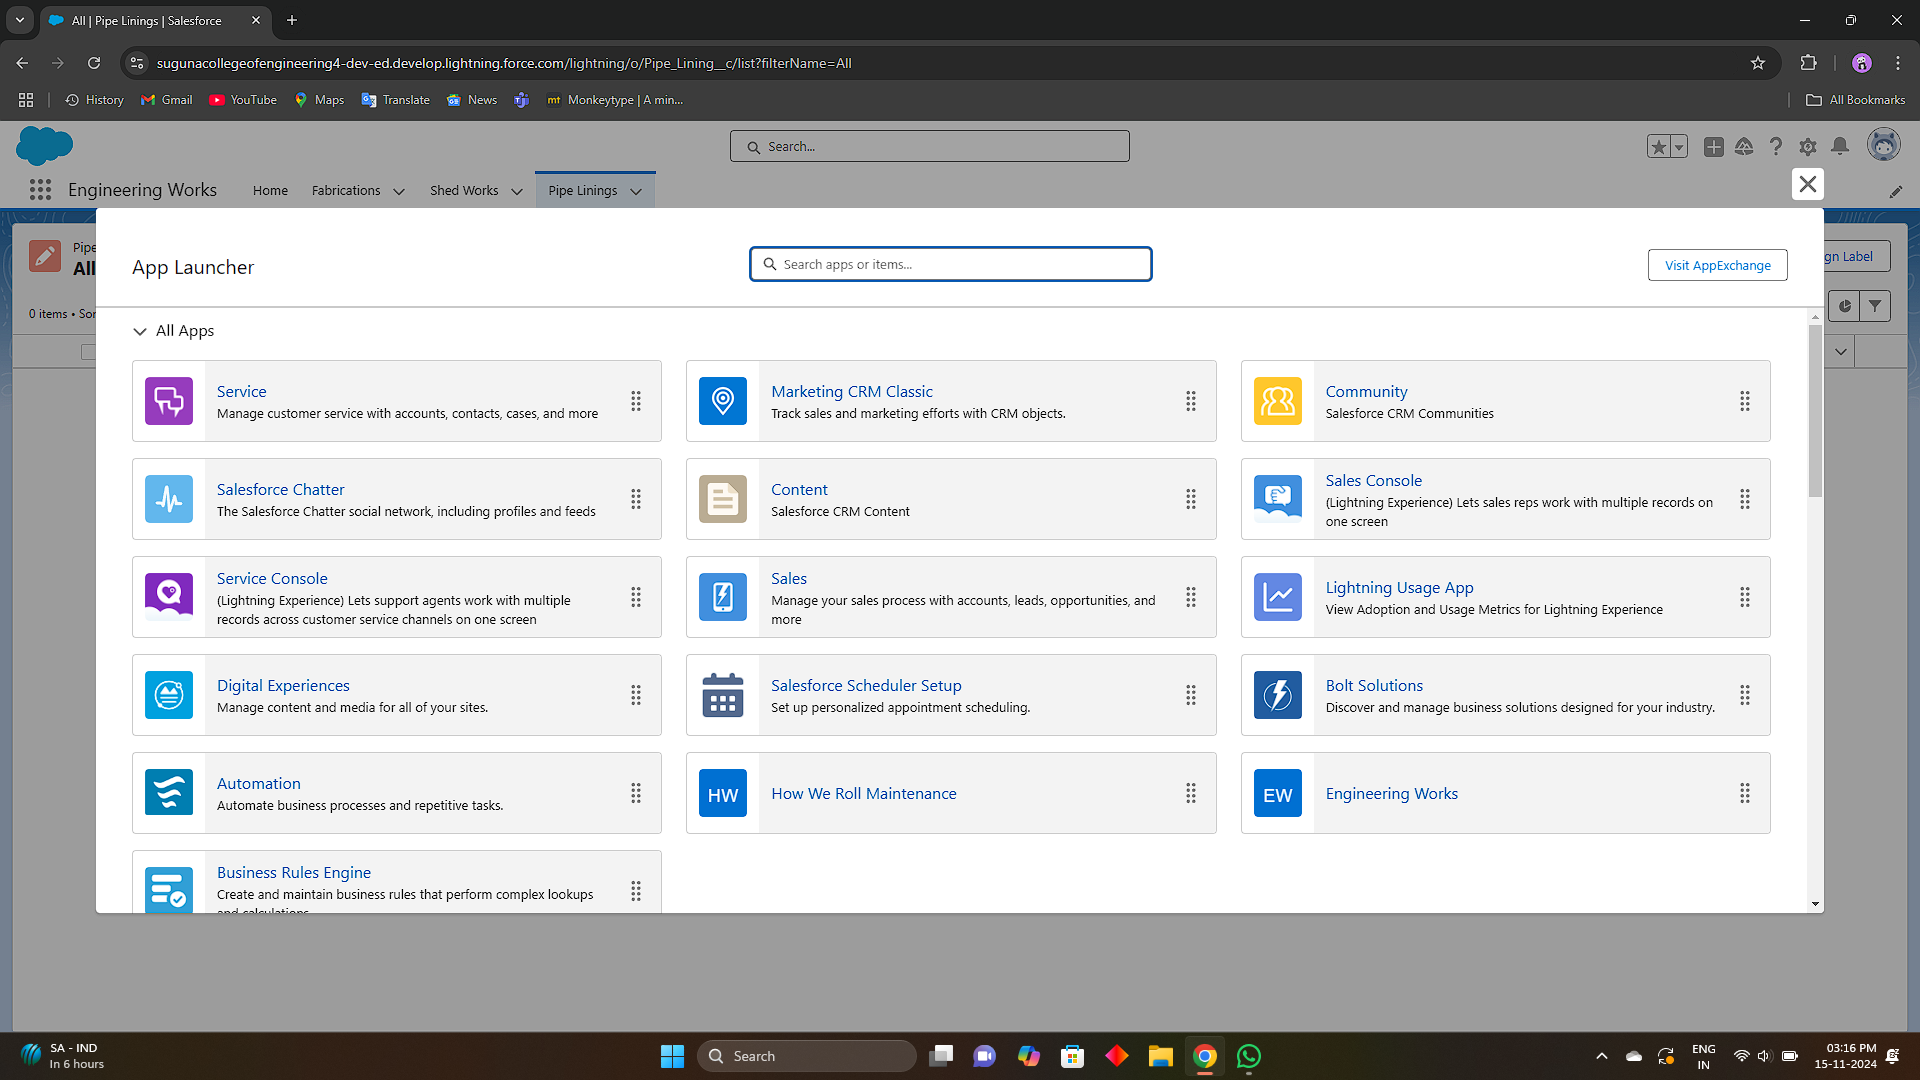 All | Pipe Linings | Salesforce
sugunacollegeofengineering4-dev-ed.develop.lightning.force.com/lightning/o/Pipe_Lining__c/list?filterName=All
History Gmail YouTube Maps Translate News mt Monkeytype | A min... All Bookmarks
Search...
Engineering Works Home Fabrications Shed Works Pipe Linings
Pipe
All
gn Label
0 items • Sor
App Launcher
Search apps or items...
Visit AppExchange
All Apps
Service
Manage customer service with accounts, contacts, cases, and more
Marketing CRM Classic
Track sales and marketing efforts with CRM objects.
Community
Salesforce CRM Communities
Salesforce Chatter
The Salesforce Chatter social network, including profiles and feeds
Content
Salesforce CRM Content
Sales Console
(Lightning Experience) Lets sales reps work with multiple records on
one screen
Service Console
(Lightning Experience) Lets support agents work with multiple
records across customer service channels on one screen
Sales
Manage your sales process with accounts, leads, opportunities, and
more
Lightning Usage App
View Adoption and Usage Metrics for Lightning Experience
Digital Experiences
Manage content and media for all of your sites.
Salesforce Scheduler Setup
Set up personalized appointment scheduling.
Bolt Solutions
Discover and manage business solutions designed for your industry.
Automation
Automate business processes and repetitive tasks.
HW How We Roll Maintenance
EW Engineering Works
Business Rules Engine
Create and maintain business rules that perform complex lookups
and calculations.
SA - IND
In 6 hours
Search
ENG
IN
03:16 PM
15-11-2024